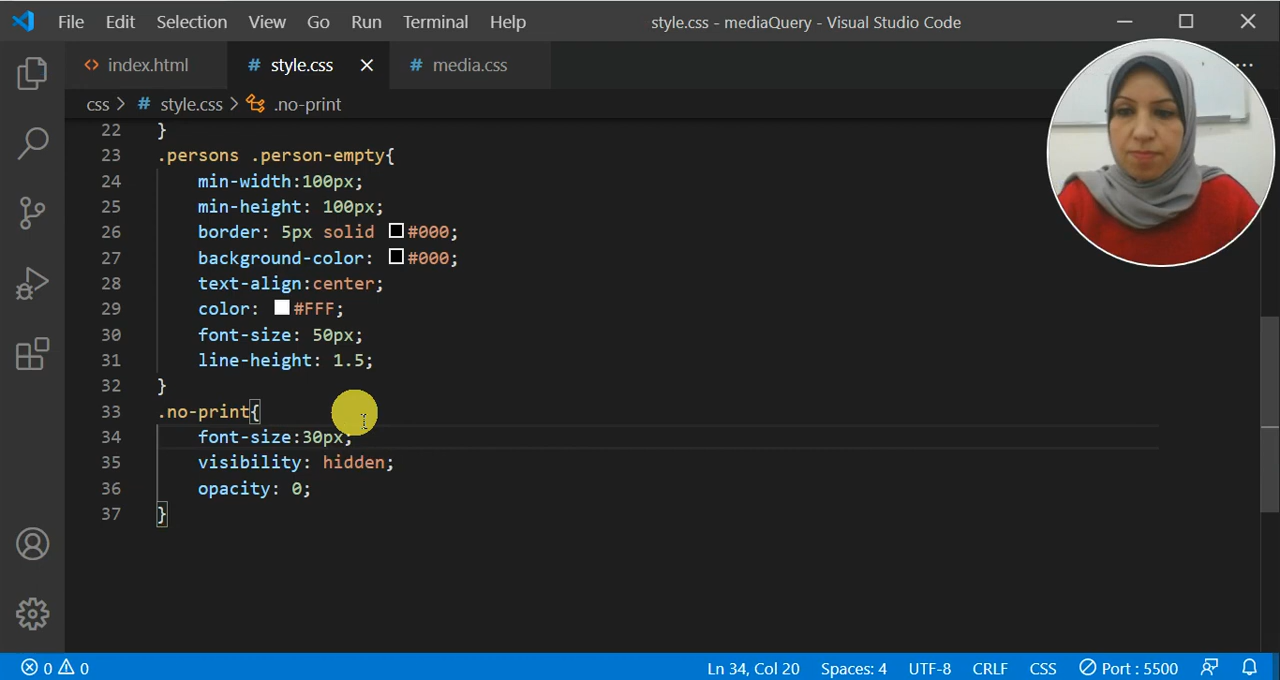 File Edit Selection View Go Run Terminal Help
style.css - mediaQuery - Visual Studio Code
index.html
style.css
media.css
css > style.css > .no-print
22 }
23 .persons .person-empty{
24 min-width:100px;
25 min-height: 100px;
26 border: 5px solid #000;
27 background-color: #000;
28 text-align:center;
29 color: #FFF;
30 font-size: 50px;
31 line-height: 1.5;
32 }
33 .no-print{
34 font-size:30px;
35 visibility: hidden;
36 opacity: 0;
37 }
0 0 Ln 34, Col 20 Spaces: 4 UTF-8 CRLF CSS Port : 5500